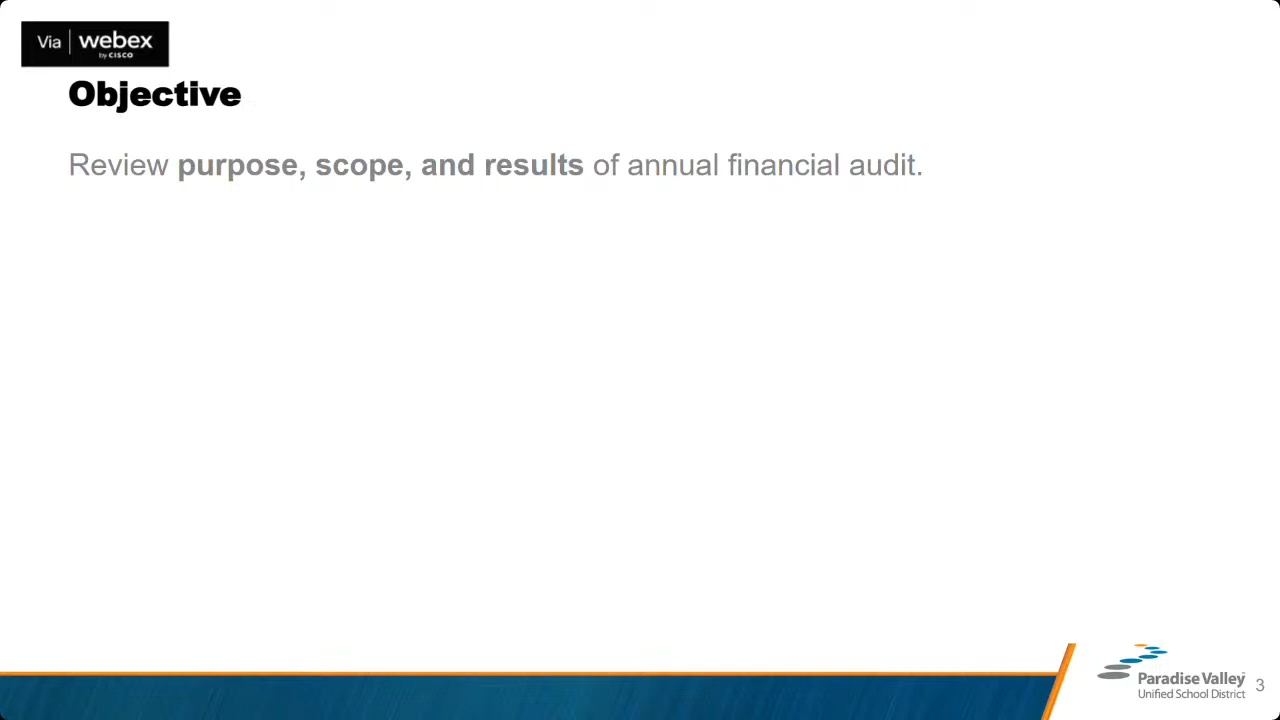 Via webex
by CISCO
Objective
Review purpose, scope, and results of annual financial audit.
Paradise Valley
Unified School District
3